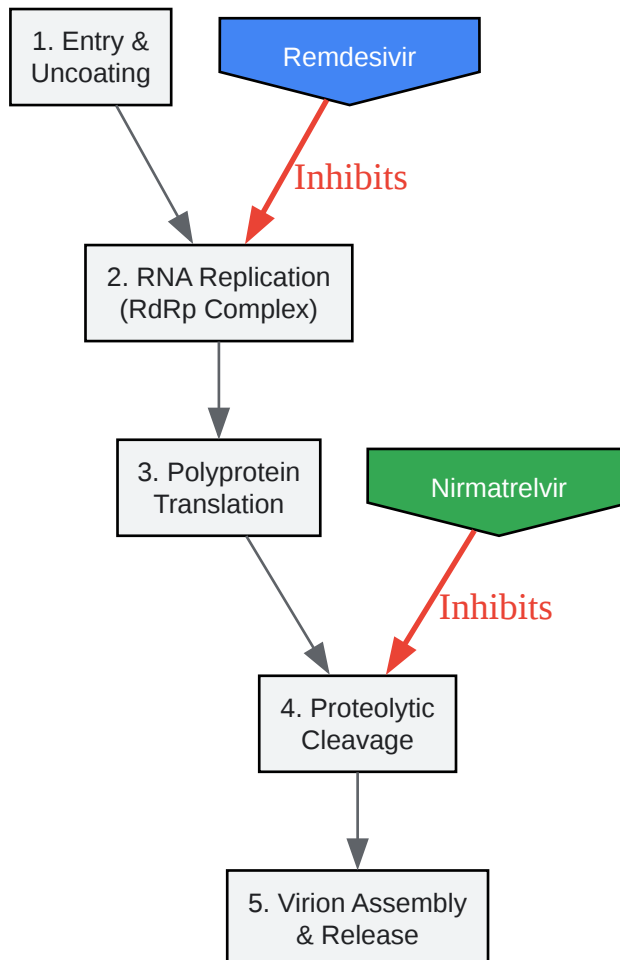 1. Entry &
Uncoating
Remdesivir
Inhibits
2. RNA Replication
(RdRp Complex)
3. Polyprotein
Translation
Nirmatrelvir
Inhibits
4. Proteolytic
Cleavage
5. Virion Assembly
& Release